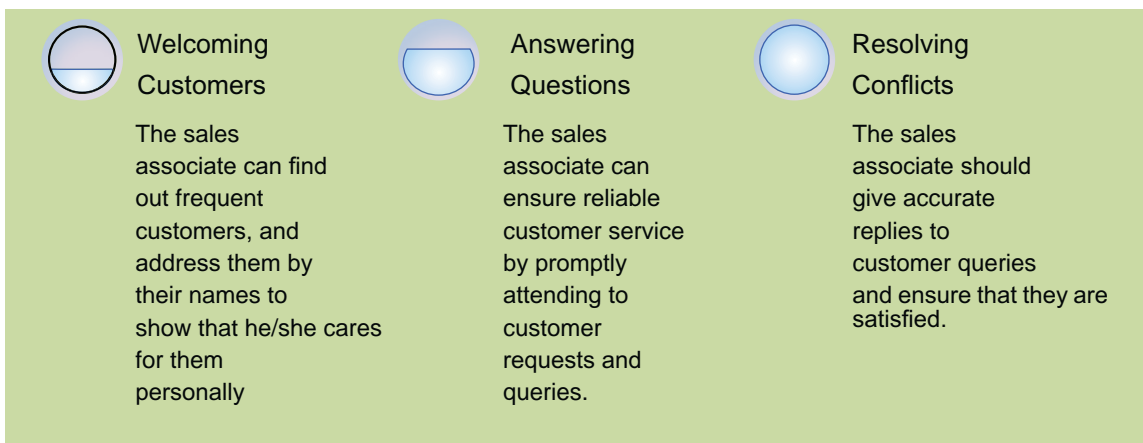 Welcoming
Customers
The sales
associate can find
out frequent
customers, and
address them by
their names to
show that he/she cares
for them
personally
Answering
Questions
The sales
associate can
ensure reliable
customer service
by promptly
attending to
customer
requests and
queries.
Resolving
Conflicts
The sales
associate should
give accurate
replies to
customer queries
and ensure that they are
satisfied.